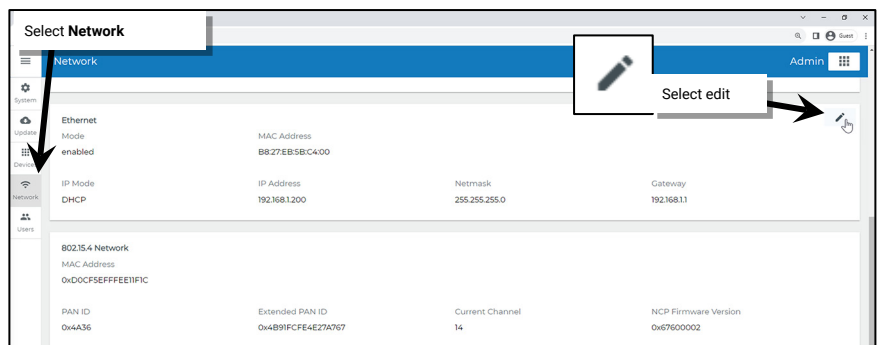 Select Network
Guest
Network
Admin
Select edit
System
Update
Device
Network
Users
Ethernet
Mode MAC Address
enabled B8:27:EB:5B:C4:00
IP Mode IP Address Netmask Gateway
DHCP 192.168.1.200 255.255.255.0 192.168.1.1
802.15.4 Network
MAC Address
0xD0CF5EFFFEE11F1C
PAN ID Extended PAN ID Current Channel NCP Firmware Version
0x4A36 0x4B91FCFE4E27A767 14 0x67600002